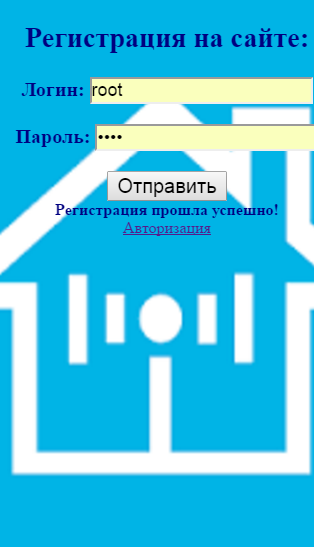 Регистрация на сайте:
Логин: root
Пароль: ••••
Отправить
Регистрация прошла успешно!
Авторизация